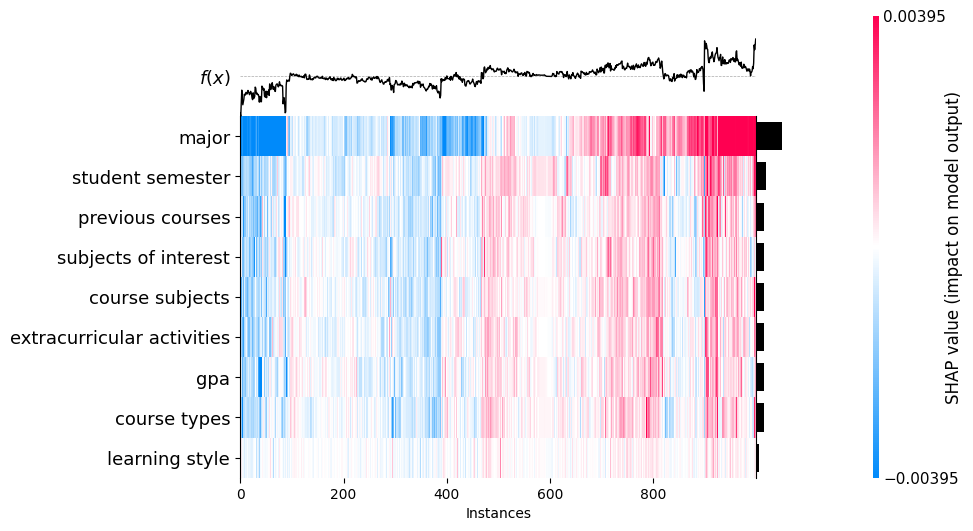 0.00395
f(x)
major
student semester
previous courses
subjects of interest
course subjects
extracurricular activities
gpa
course types
learning style
0 200 400 600 800
Instances
−0.00395
SHAP value (impact on model output)